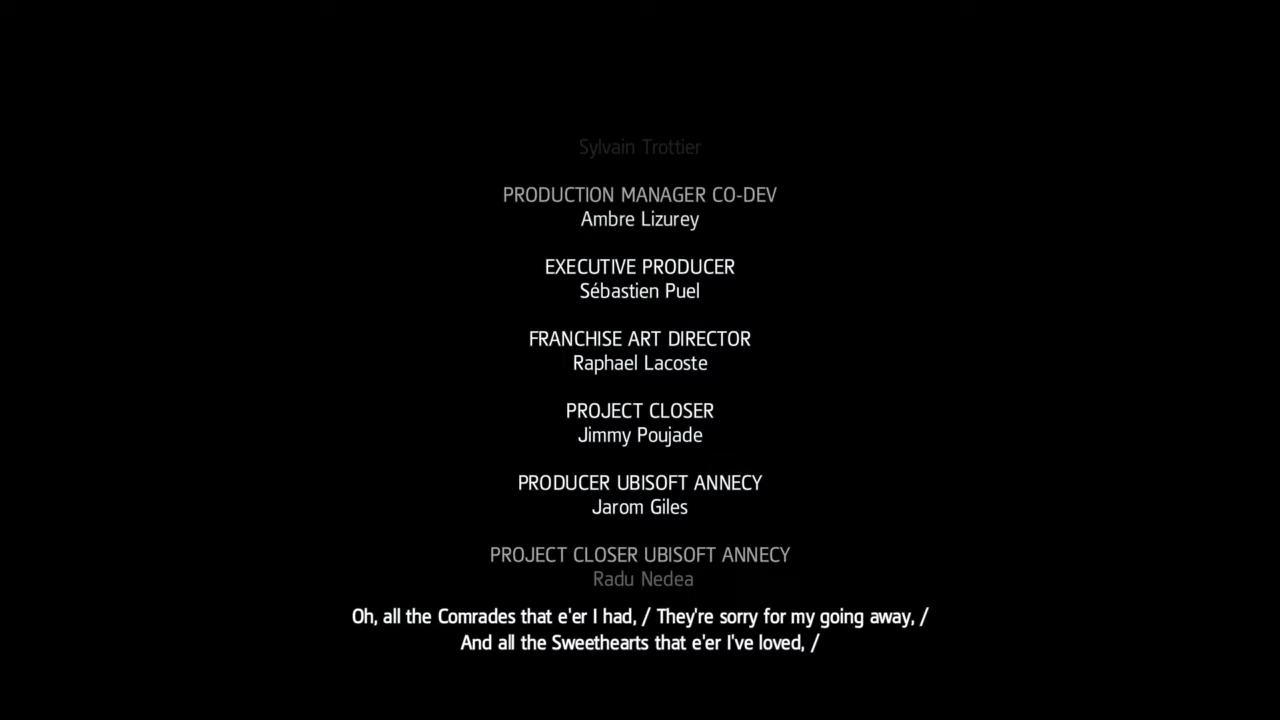 Sylvain Trottier
PRODUCTION MANAGER CO-DEV
Ambre Lizurey
EXECUTIVE PRODUCER
Sébastien Puel
FRANCHISE ART DIRECTOR
Raphael Lacoste
PROJECT CLOSER
Jimmy Poujade
PRODUCER UBISOFT ANNECY
Jarom Giles
PROJECT CLOSER UBISOFT ANNECY
Radu Nedea
Oh, all the Comrades that e'er I had, / They're sorry for my going away, /
And all the Sweethearts that e'er I've loved, /